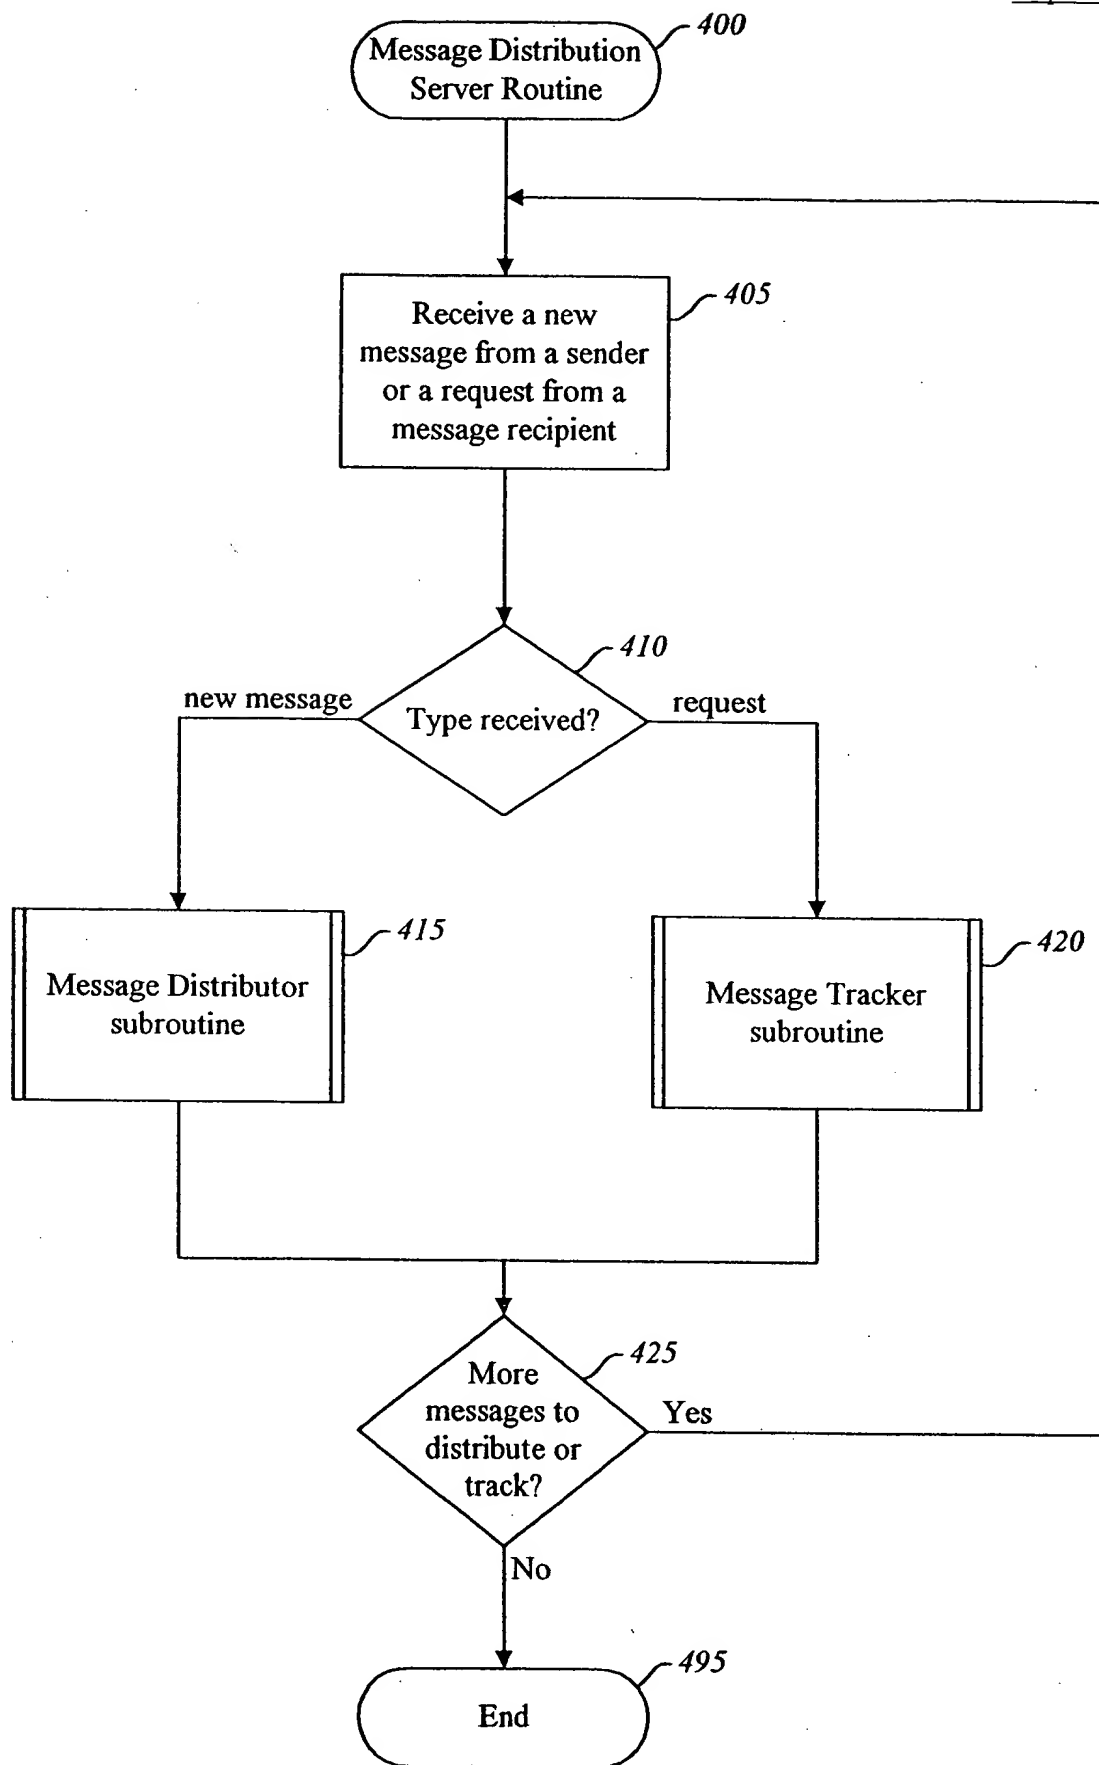 400
Message Distribution
Server Routine
405
Receive a new
message from a sender
or a request from a
message recipient
410
new message
Type received?
request
415
Message Distributor
subroutine
420
Message Tracker
subroutine
425
More
messages to
distribute or
track?
Yes
No
495
End